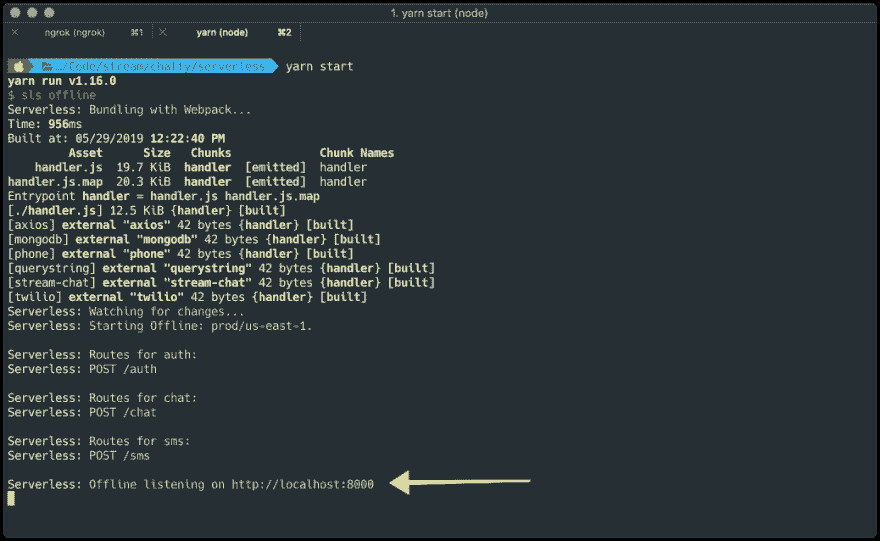 1. yarn start (node)
ngrok (ngrok) ⌘1 yarn (node) ⌘2
…/Code/stream/chatty/serverless yarn start
yarn run v1.16.0
$ sls offline
Serverless: Bundling with Webpack...
Time: 956ms
Built at: 05/29/2019 12:22:40 PM
Asset Size Chunks Chunk Names
handler.js 19.7 KiB handler [emitted] handler
handler.js.map 20.3 KiB handler [emitted] handler
Entrypoint handler = handler.js handler.js.map
[./handler.js] 12.5 KiB {handler} [built]
[axios] external "axios" 42 bytes {handler} [built]
[mongodb] external "mongodb" 42 bytes {handler} [built]
[phone] external "phone" 42 bytes {handler} [built]
[querystring] external "querystring" 42 bytes {handler} [built]
[stream-chat] external "stream-chat" 42 bytes {handler} [built]
[twilio] external "twilio" 42 bytes {handler} [built]
Serverless: Watching for changes...
Serverless: Starting Offline: prod/us-east-1.
Serverless: Routes for auth:
Serverless: POST /auth
Serverless: Routes for chat:
Serverless: POST /chat
Serverless: Routes for sms:
Serverless: POST /sms
Serverless: Offline listening on http://localhost:8000